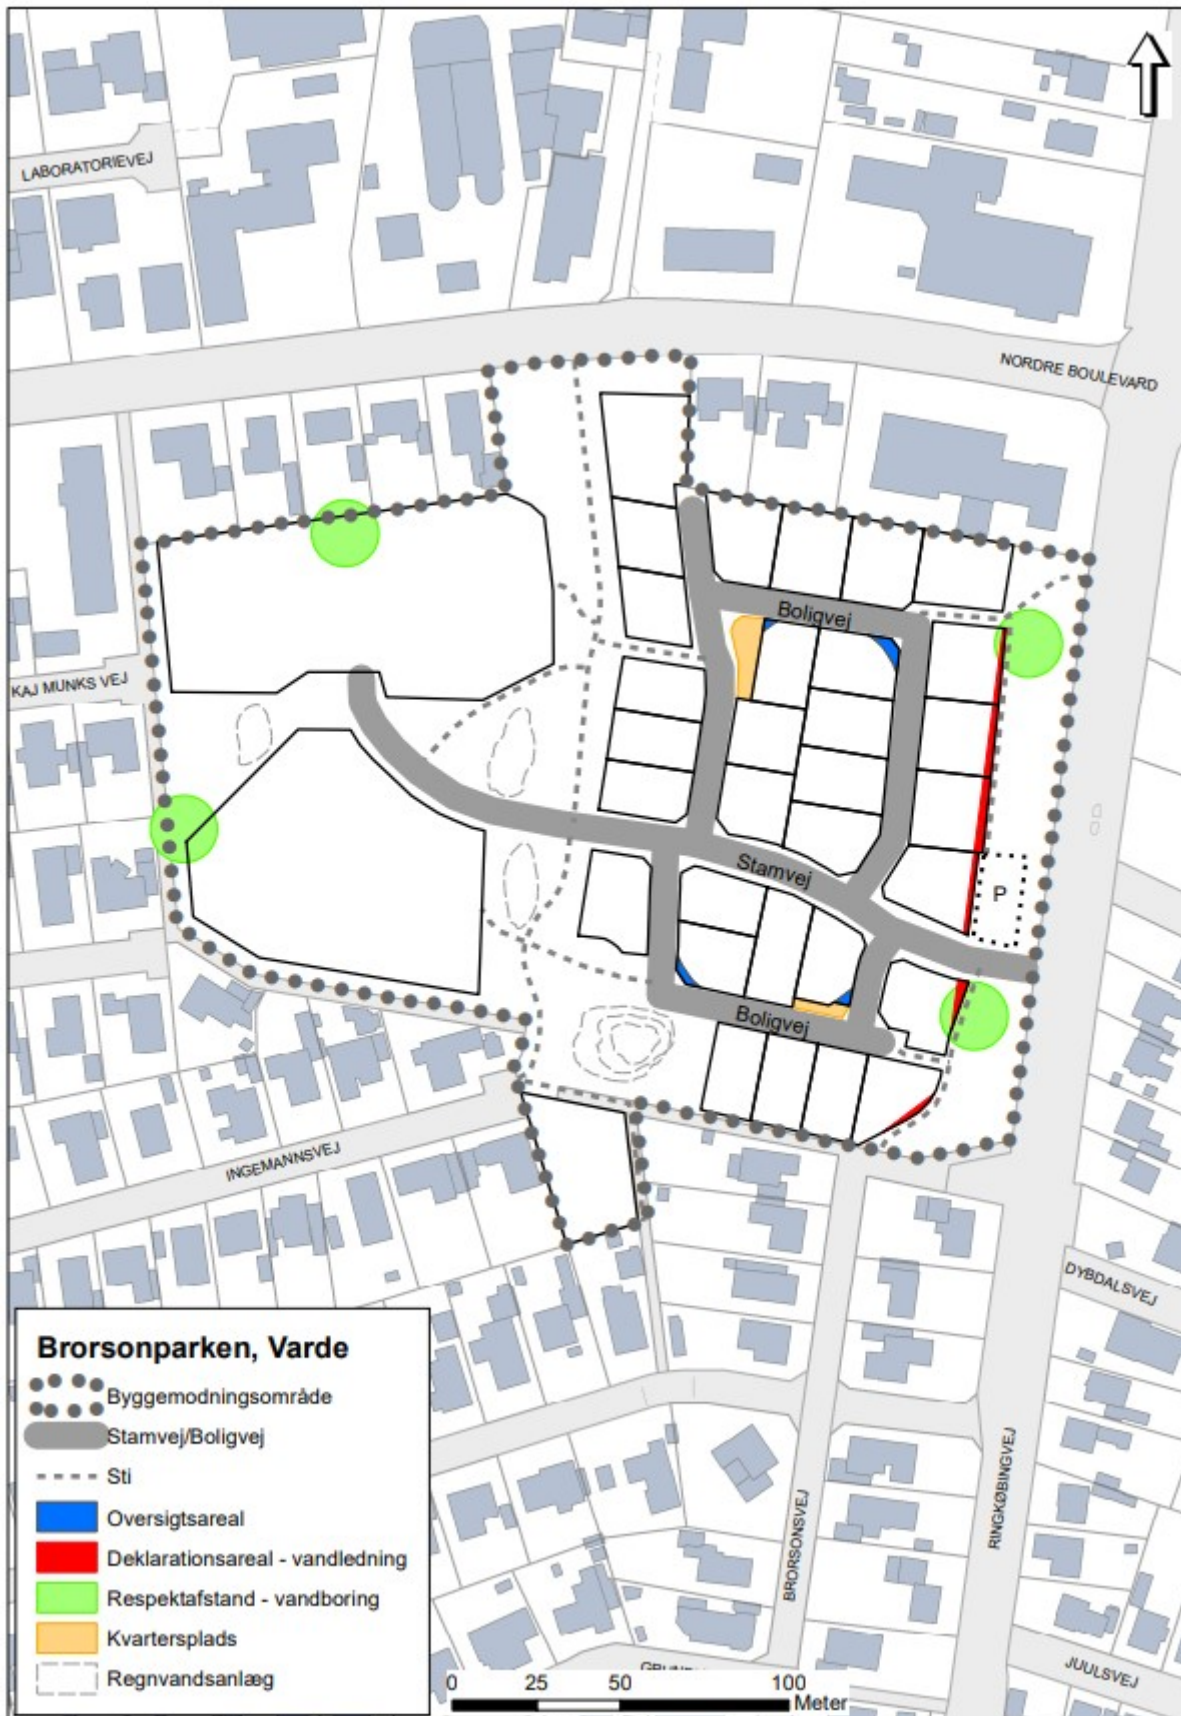 LABORATORIEVEJ
NORDRE BOULEVARD
KAJ MUNKS VEJ
Boligvej
Stamvej
P
Boligvej
INGEMANNSVEJ
DYBDALSVEJ
RINGKØBINGVEJ
BRORSONSVEJ
JUULSVEJ
Brorsonparken, Varde
Byggemodningsområde
Stamvej/Boligvej
Sti
Oversigtsareal
Deklarationsareal - vandledning
Respektafstand - vandboring
Kvartersplads
Regnvandsanlæg
0 25 50 100
Meter